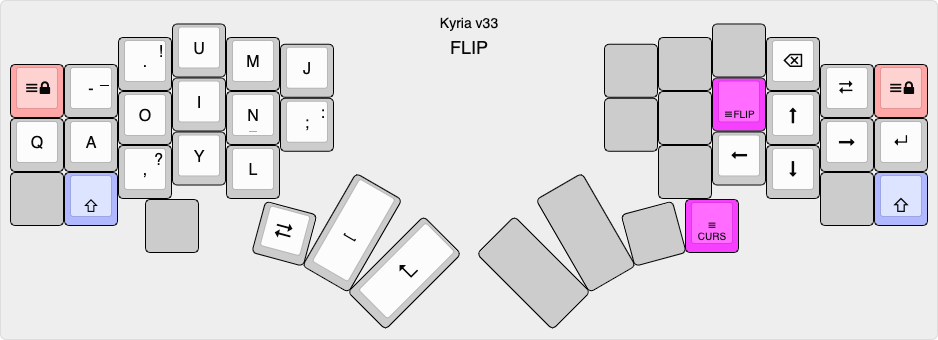 Kyria v33
FLIP
≡🔒
- –
. !
U
M
J
⌫
⇄
≡🔒
Q
A
O
I
N
_
; :
≡FLIP
↑
→
↵
⇧
, ?
Y
L
←
↓
⇧
⇄
⎵
↵
≡
CURS